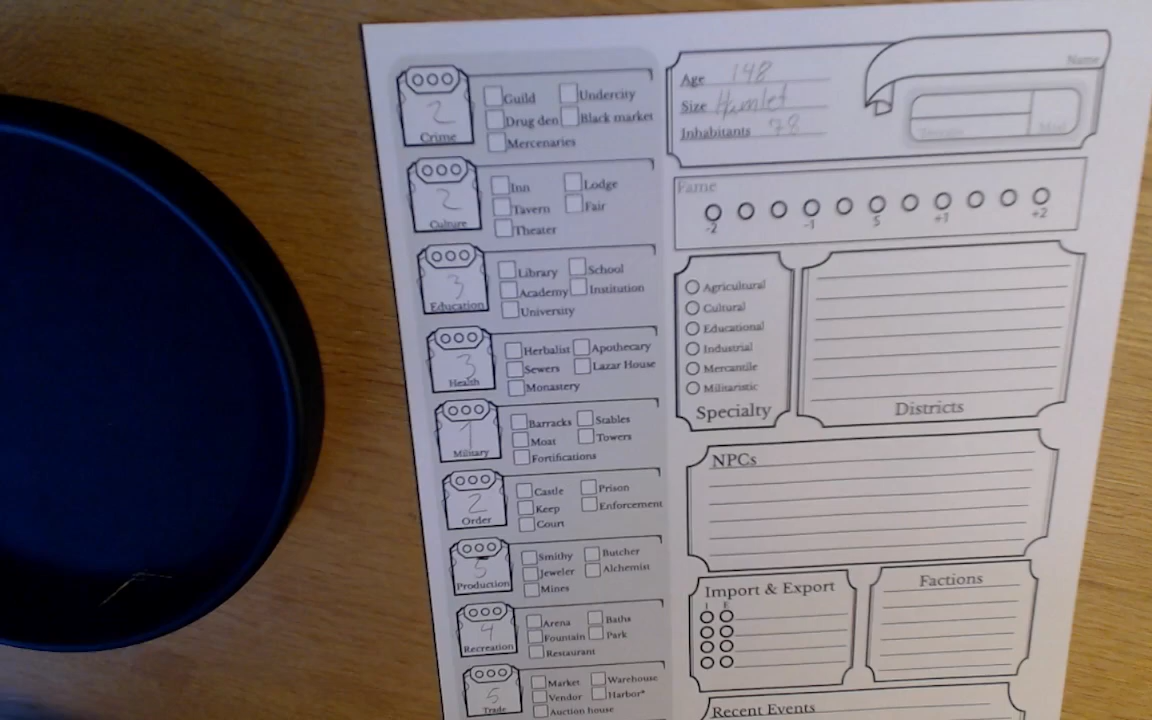 2
Crime
Guild Undercity
Drug den Black market
Mercenaries
2
Culture
Inn Lodge
Tavern Fair
Theater
3
Education
Library School
Academy Institution
University
3
Health
Herbalist Apothecary
Sewers Lazar House
Monastery
1
Military
Barracks Stables
Moat Towers
Fortifications
2
Order
Castle Prison
Keep Enforcement
Court
5
Production
Smithy Butcher
Jeweler Alchemist
Mines
4
Recreation
Arena Baths
Fountain Park
Restaurant
5
Trade
Market Warehouse
Vendor Harbor*
Auction house
Name
Age 148
Size Hamlet
Inhabitants 78
Terrain
Fame
-2 -1 5 +1 +2
Agricultural
Cultural
Educational
Industrial
Mercantile
Militaristic
Specialty
Districts
NPCs
Import & Export
I E
Factions
Recent Events